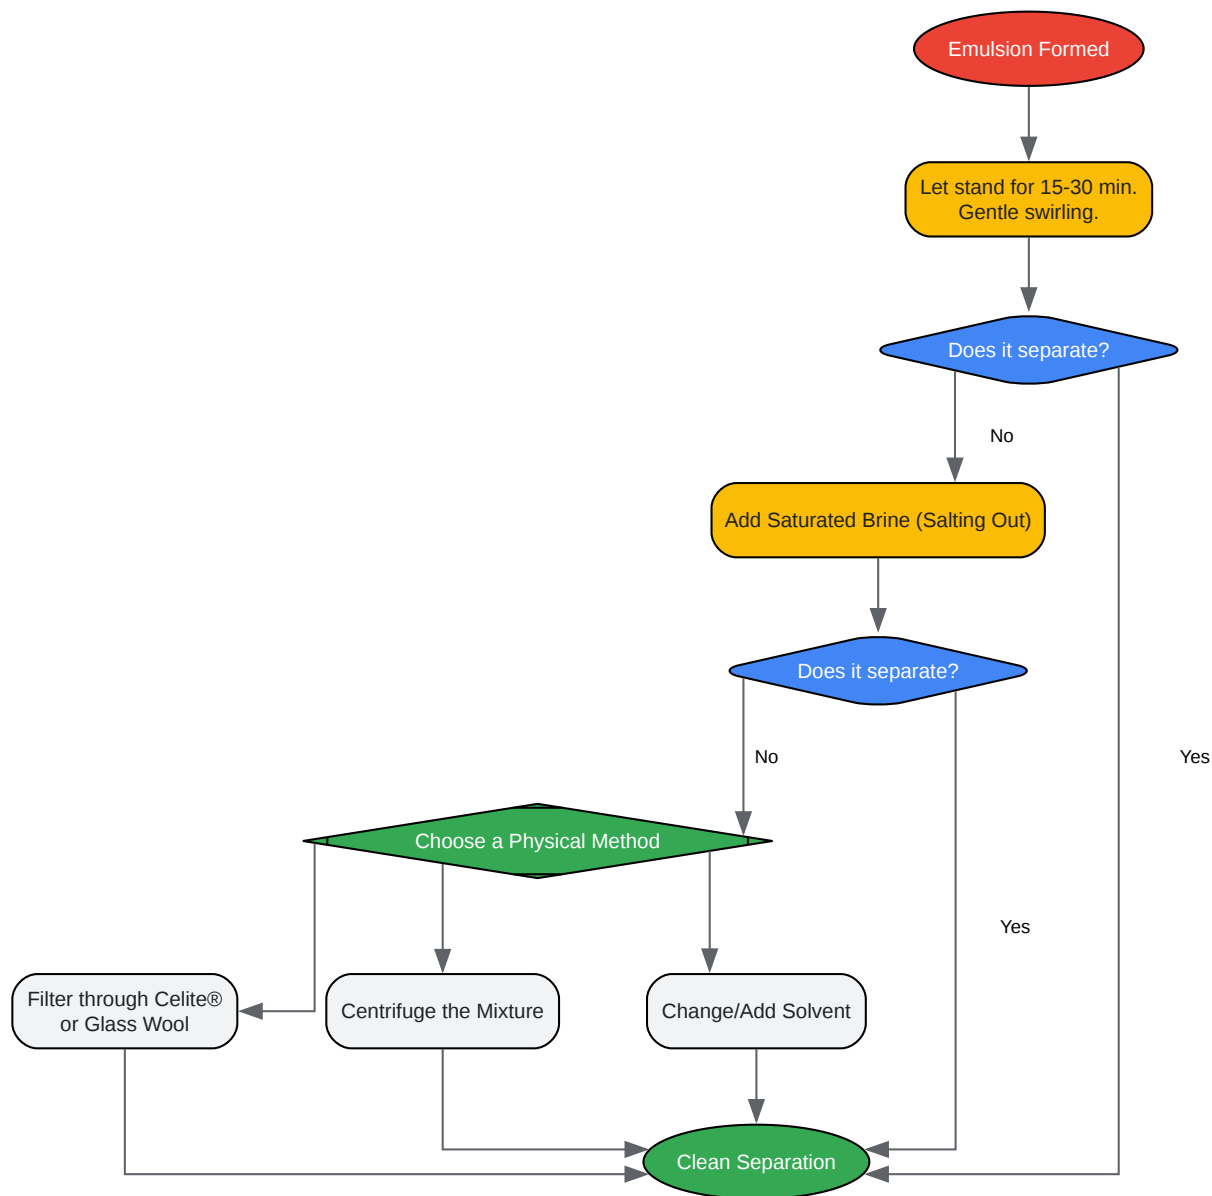 Emulsion Formed
Let stand for 15-30 min.
Gentle swirling.
Does it separate?
No
Add Saturated Brine (Salting Out)
Does it separate?
No
Yes
Choose a Physical Method
Yes
Filter through Celite®
or Glass Wool
Centrifuge the Mixture
Change/Add Solvent
Clean Separation